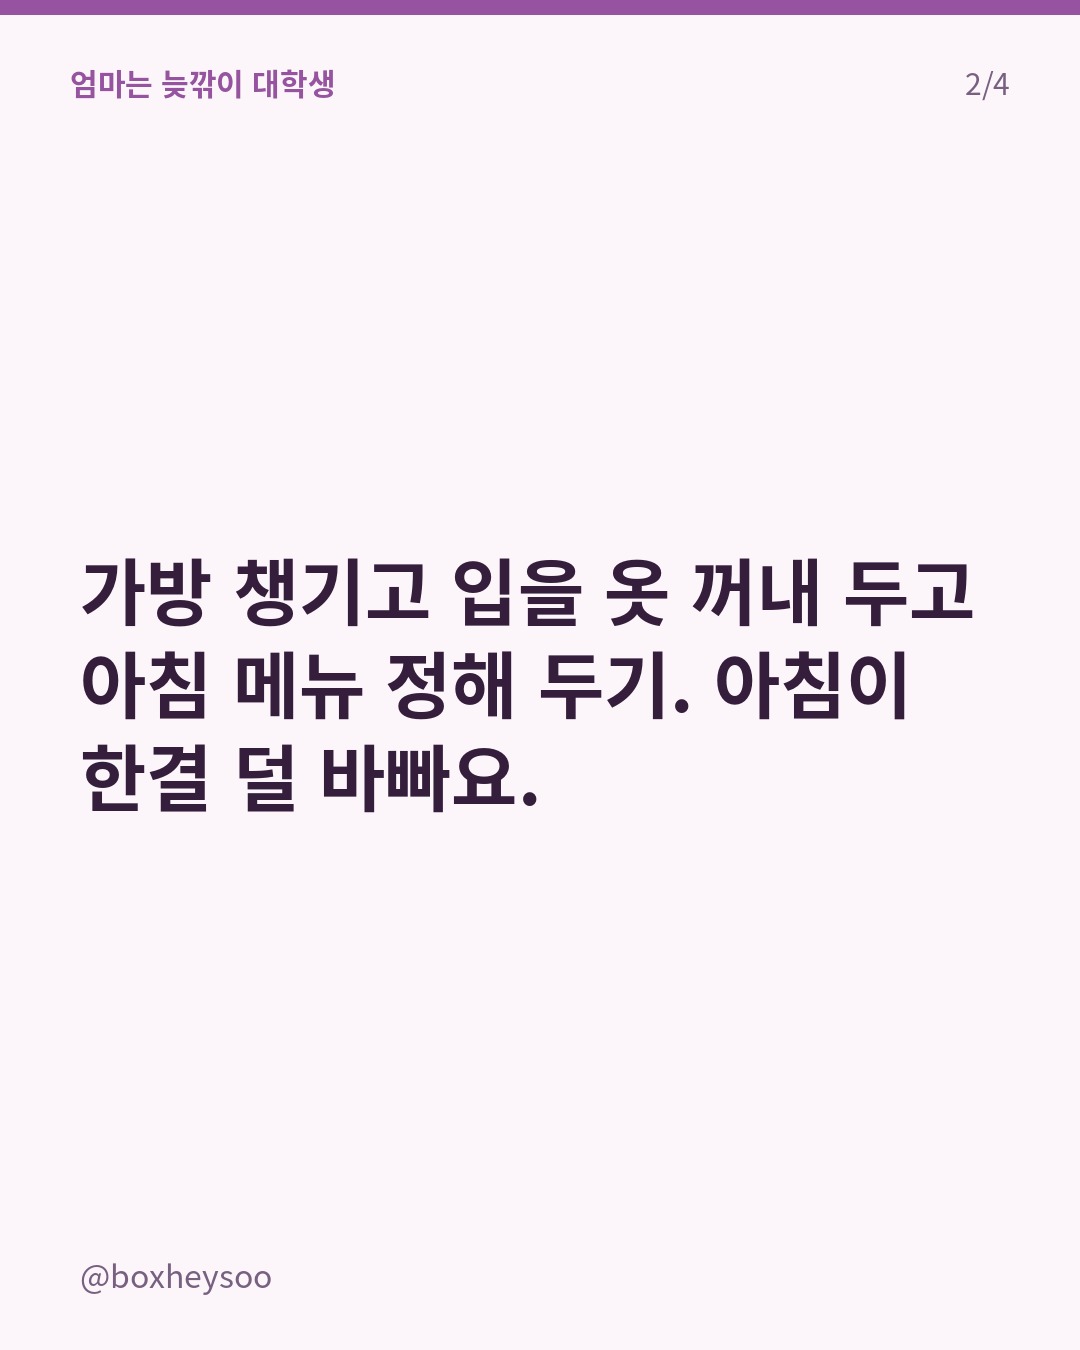 엄마는 늦깎이 대학생
2/4
가방 챙기고 입을 옷 꺼내 두고
아침 메뉴 정해 두기. 아침이
한결 덜 바빠요.
@boxheysoo